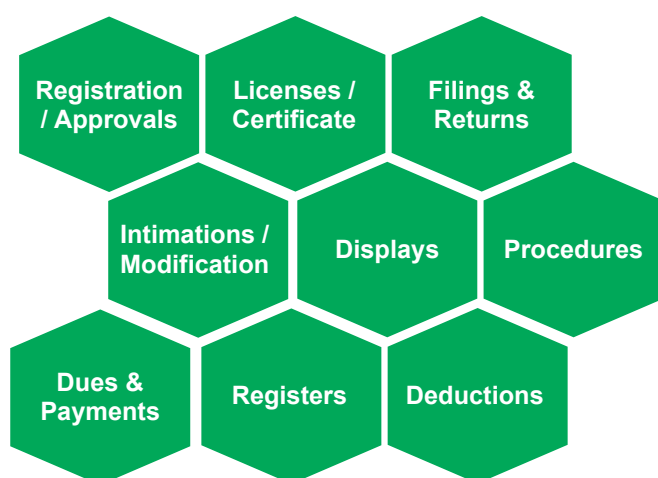 Registration
/ Approvals
Licenses /
Certificate
Filings &
Returns
Intimations /
Modification
Displays
Procedures
Dues &
Payments
Registers
Deductions